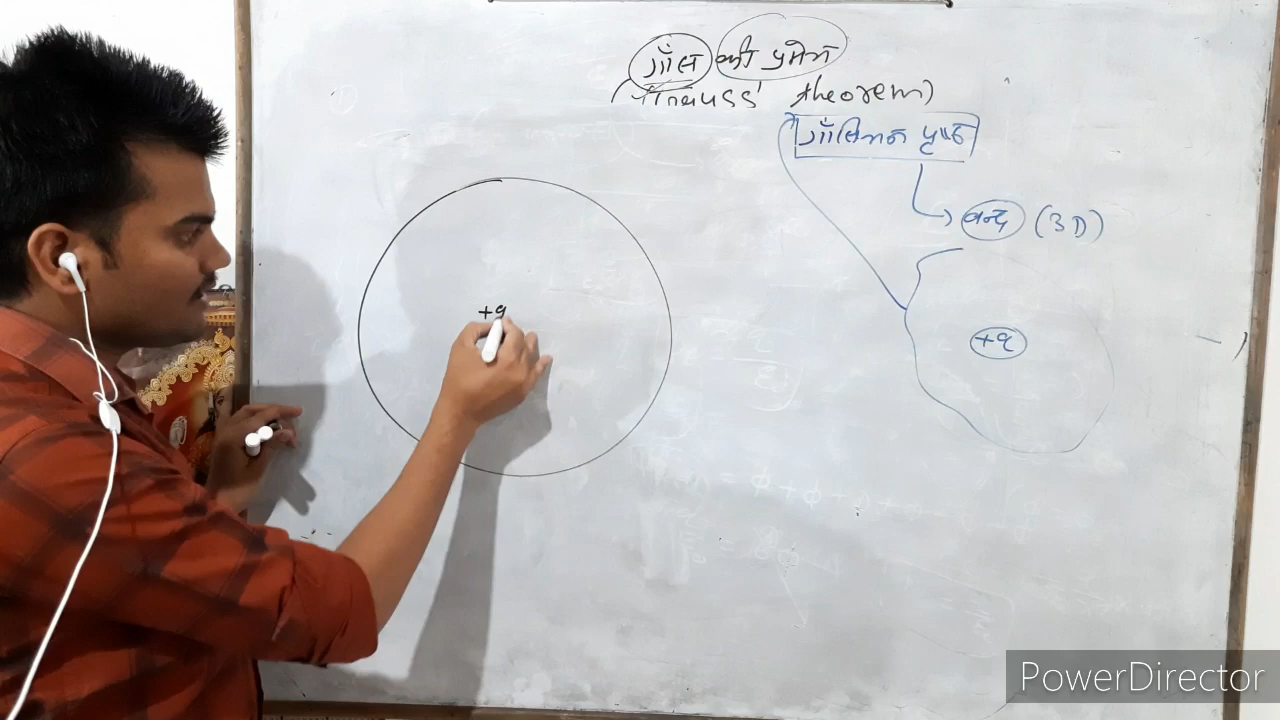 गॉस की प्रमेय
(Gauss' theorem)
गॉसियन पृष्ठ
बन्द (3D)
+q
+q
PowerDirector